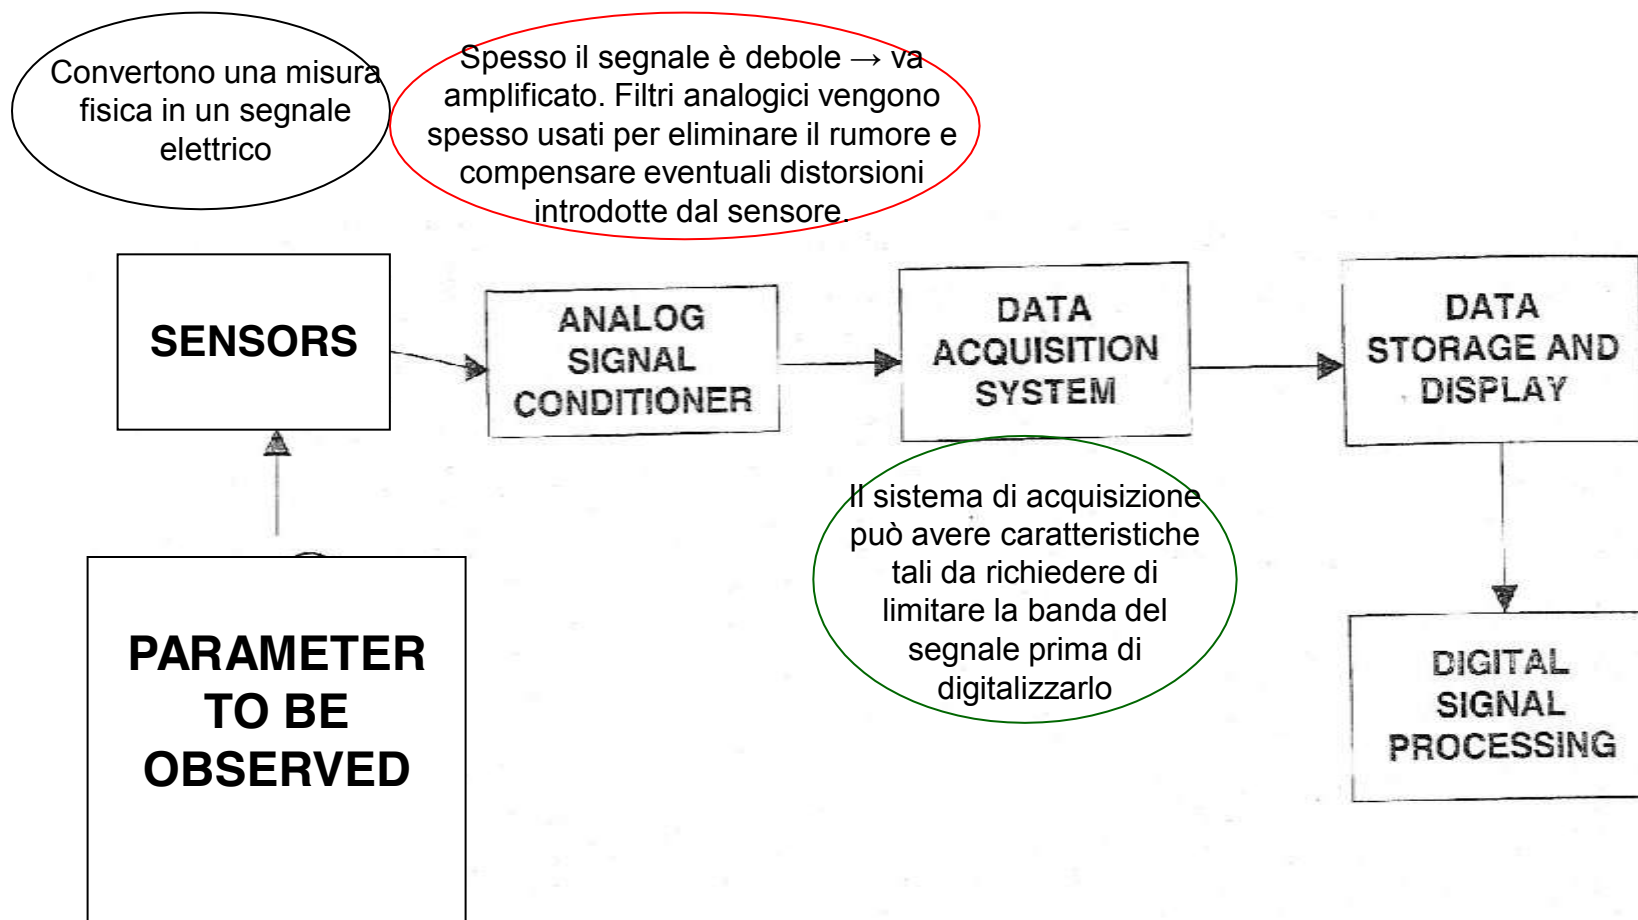 Convertono una misura
fisica in un segnale
elettrico
Spesso il segnale è debole → va
amplificato. Filtri analogici vengono
spesso usati per eliminare il rumore e
compensare eventuali distorsioni
introdotte dal sensore.
SENSORS
ANALOG
SIGNAL
CONDITIONER
DATA
ACQUISITION
SYSTEM
DATA
STORAGE AND
DISPLAY
Il sistema di acquisizione
può avere caratteristiche
tali da richiedere di
limitare la banda del
segnale prima di
digitalizzarlo
PARAMETER
TO BE
OBSERVED
DIGITAL
SIGNAL
PROCESSING